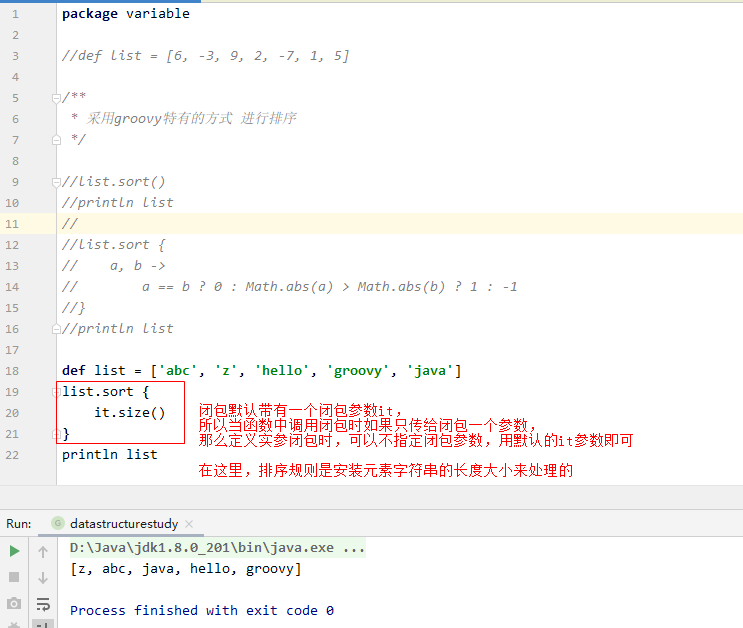 1 package variable
2
3 //def list = [6, -3, 9, 2, -7, 1, 5]
4
5 /**
6 * 采用groovy特有的方式 进行排序
7 */
8
9 //list.sort()
10 //println list
11 //
12 //list.sort {
13 // a, b ->
14 // a == b ? 0 : Math.abs(a) > Math.abs(b) ? 1 : -1
15 //}
16 //println list
17
18 def list = ['abc', 'z', 'hello', 'groovy', 'java']
19 list.sort {
20 it.size()
21 }
22 println list
闭包默认带有一个闭包参数it，
所以当函数中调用闭包时如果只传给闭包一个参数，
那么定义实参闭包时，可以不指定闭包参数，用默认的it参数即可
在这里，排序规则是安装元素字符串的长度大小来处理的
Run: G datastructurestudy ×
D:\Java\jdk1.8.0_201\bin\java.exe ...
[z, abc, java, hello, groovy]
Process finished with exit code 0